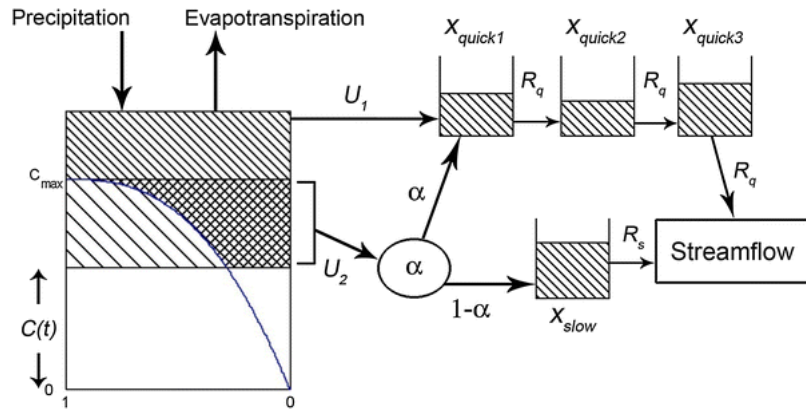 Precipitation
Evapotranspiration
X_quick1
X_quick2
X_quick3
U_1
R_q
R_q
R_q
C_max
α
α
U_2
1-α
R_s
Streamflow
X_slow
C(t)
0
1
0